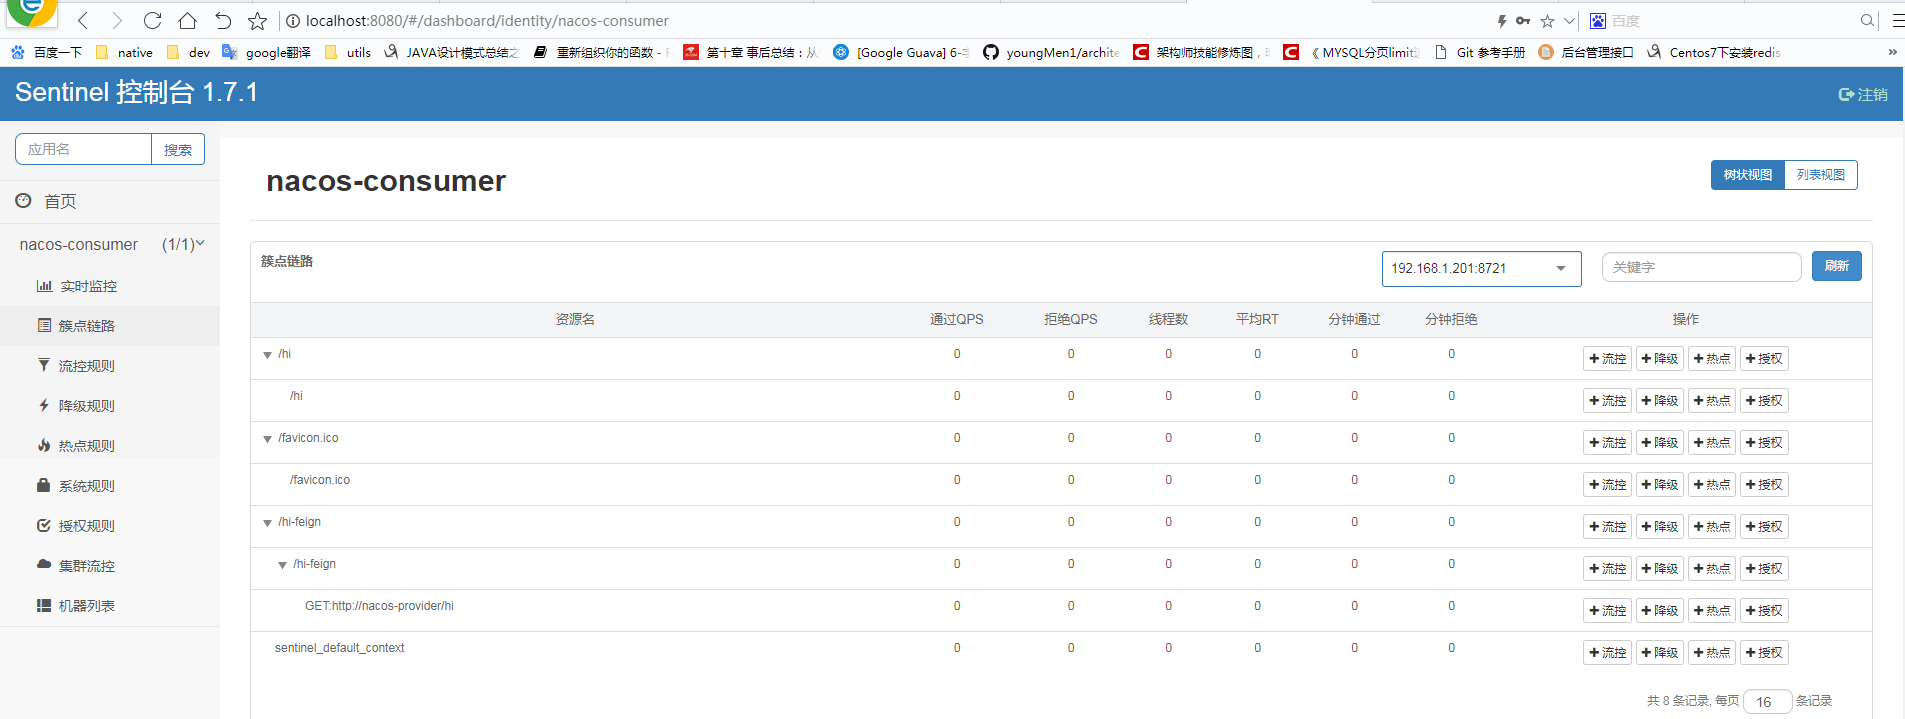 localhost:8080/#/dashboard/identity/nacos-consumer
百度
百度一下 native dev google翻译 utils JAVA设计模式总结之 重新组织你的函数 - 第十章 事后总结：从 [Google Guava] 6- youngMen1/archite 架构师技能修炼图， 《MYSQL分页limit Git 参考手册 后台管理接口 Centos7下安装redis »
Sentinel 控制台 1.7.1
注销
应用名 搜索
首页
nacos-consumer (1/1)
实时监控
簇点链路
流控规则
降级规则
热点规则
系统规则
授权规则
集群流控
机器列表
nacos-consumer
树状视图 列表视图
簇点链路
192.168.1.201:8721 关键字 刷新
资源名 通过QPS 拒绝QPS 线程数 平均RT 分钟通过 分钟拒绝 操作
/hi 0 0 0 0 0 0 +流控 +降级 +热点 +授权
/hi 0 0 0 0 0 0 +流控 +降级 +热点 +授权
/favicon.ico 0 0 0 0 0 0 +流控 +降级 +热点 +授权
/favicon.ico 0 0 0 0 0 0 +流控 +降级 +热点 +授权
/hi-feign 0 0 0 0 0 0 +流控 +降级 +热点 +授权
/hi-feign 0 0 0 0 0 0 +流控 +降级 +热点 +授权
GET:http://nacos-provider/hi 0 0 0 0 0 0 +流控 +降级 +热点 +授权
sentinel_default_context 0 0 0 0 0 0 +流控 +降级 +热点 +授权
共 8 条记录, 每页 16 条记录